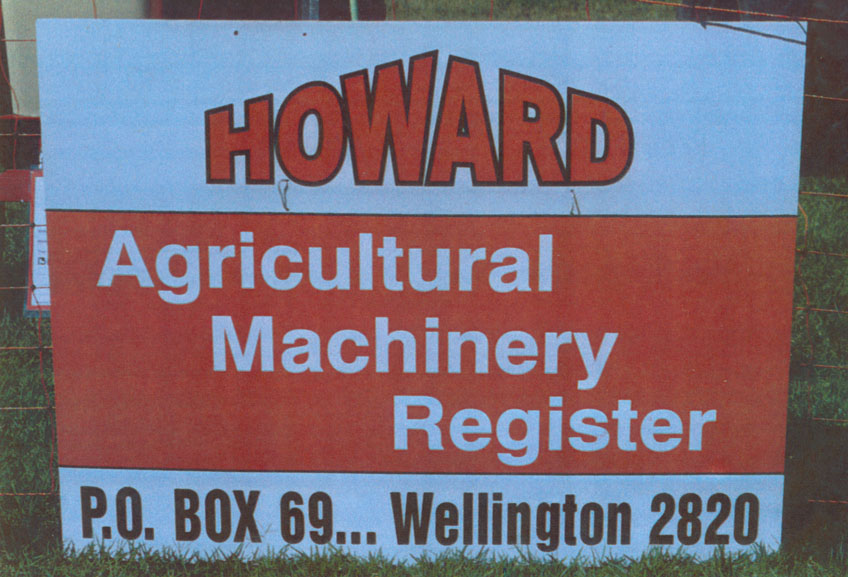 HOWARD
Agricultural
Machinery
Register
P.O. BOX 69... Wellington 2820